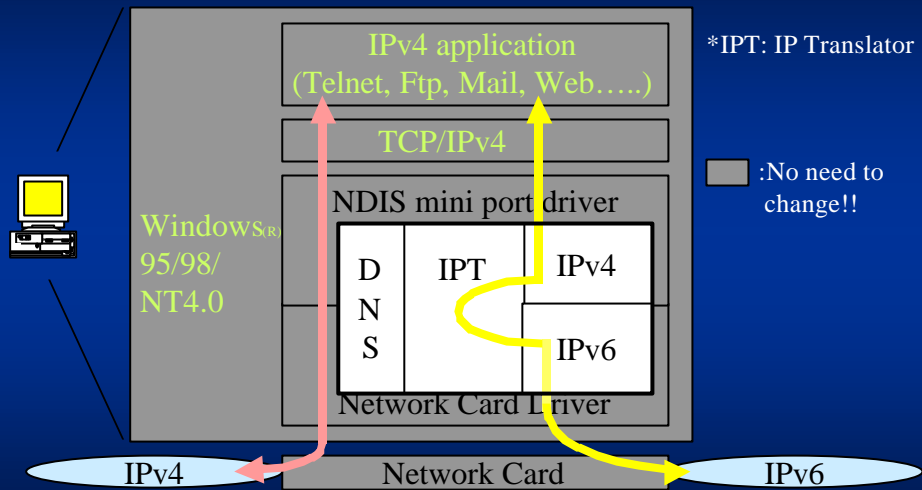 IPv4 application
(Telnet, Ftp, Mail, Web…..)
*IPT: IP Translator
TCP/IPv4
:No need to
change!!
NDIS mini port driver
Windows(R)
95/98/
NT4.0
D
N
S
IPT
IPv4
IPv6
Network Card Driver
IPv4
Network Card
IPv6